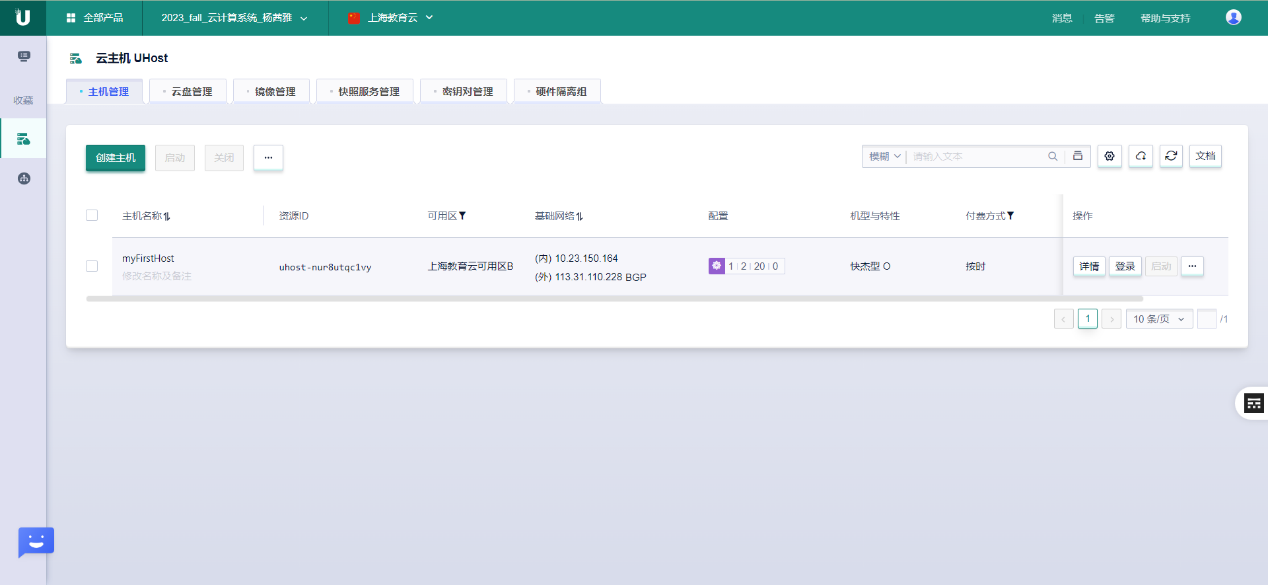 全部产品 2023_fall_云计算系统_杨茜雅 上海教育云 消息 告警 帮助与支持
收藏
云主机 UHost
主机管理 云盘管理 镜像管理 快照服务管理 密钥对管理 硬件隔离组
创建主机 启动 关闭 ... 模糊 请输入文本 文档
主机名称 资源ID 可用区 基础网络 配置 机型与特性 付费方式 操作
myFirstHost
修改名称及备注
uhost-nur8utqc1vy 上海教育云可用区B
(内) 10.23.150.164
(外) 113.31.110.228 BGP
1 2 20 0 快杰型 O 按时 详情 登录 启动 ...
1 10 条/页 /1